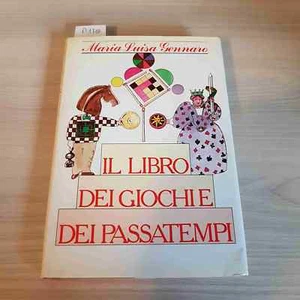 Maria Luisa Gennaro
IL LIBRO
DEI GIOCHI E
DEI PASSATEMPI